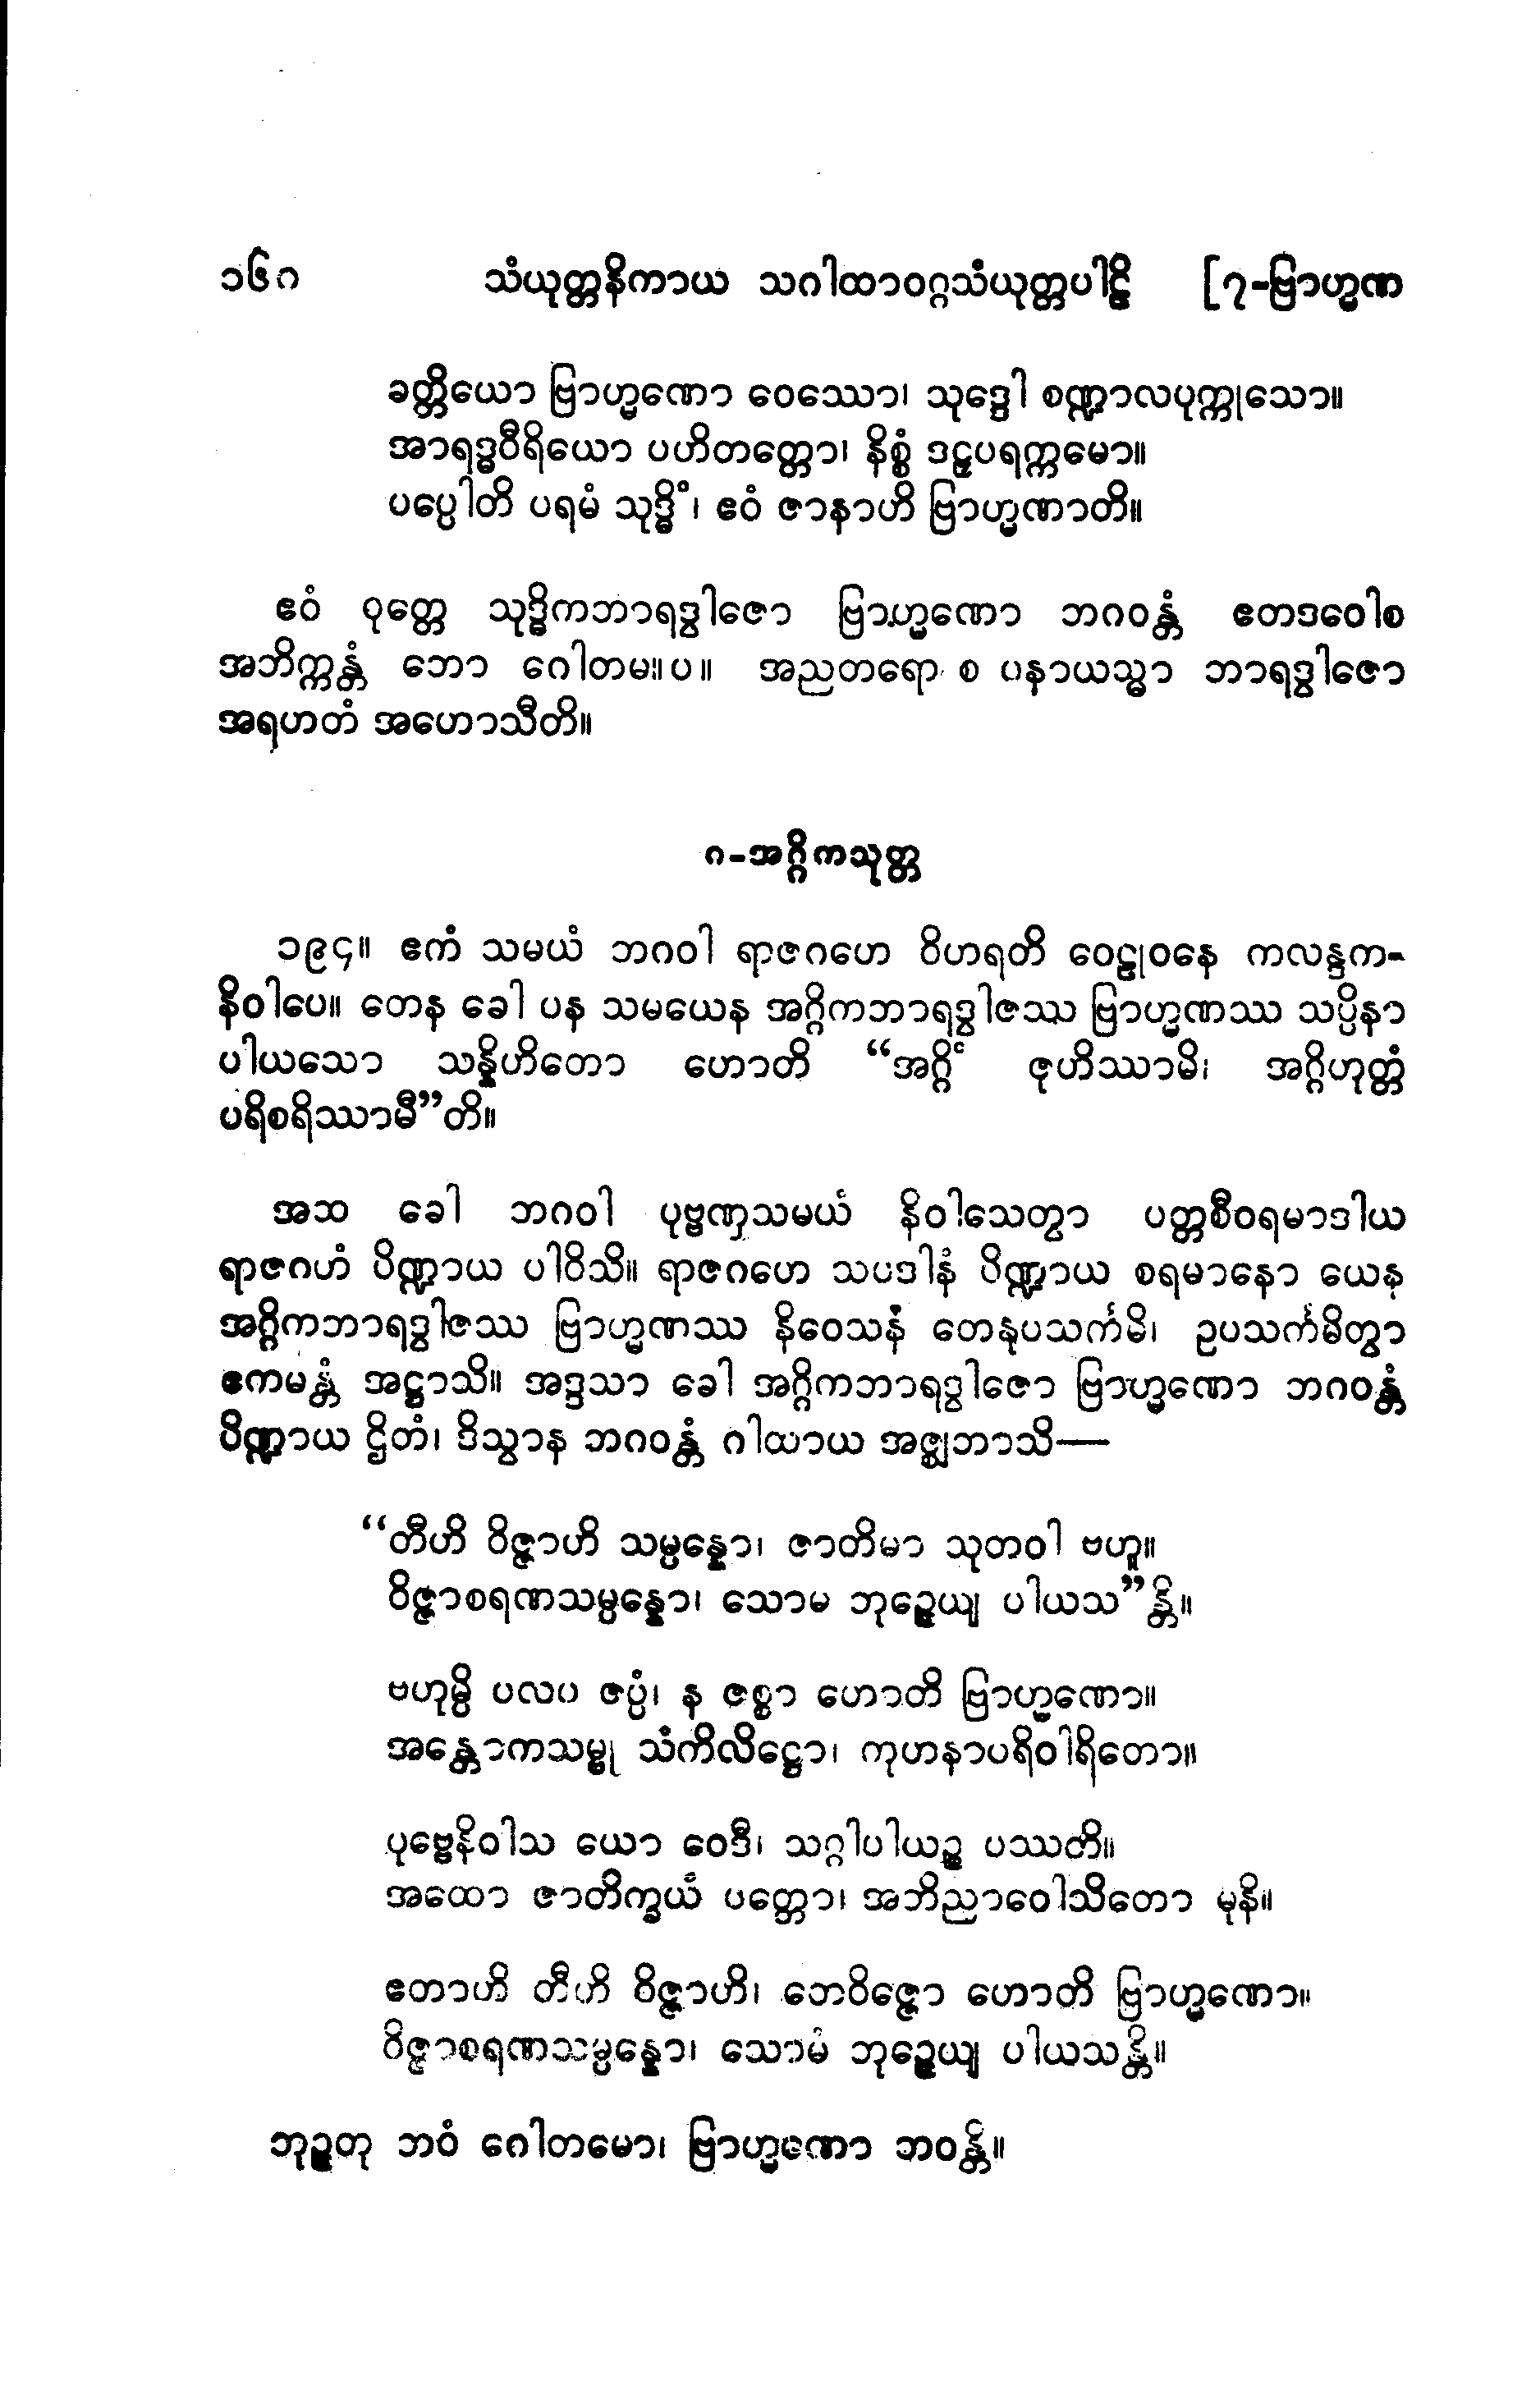 ၁၆၈ သံယုတ္တနိကာယ သဂါထာဝဂ္ဂသံယုတ္တပါဠိ [၇-ဗြာဟ္မဏ
ခတ္တိယော ဗြာဟ္မဏော ဝေဿော၊ သုဒ္ဒေါ စဏ္ဍာလပုက္ကုသော။
အာရဒ္ဓဝီရိယော ပဟိတတ္တော၊ နိစ္စံ ဒဠှပရက္ကမော။
ပပ္ပေါတိ ပရမံ သုဒ္ဓိံ၊ ဧဝံ ဇာနာဟိ ဗြာဟ္မဏာတိ။
ဧဝံ ဝုတ္တေ သုဒ္ဓိကဘာရဒွါဇော ဗြာဟ္မဏော ဘဂဝန္တံ ဧတဒဝေါစ
အဘိက္ကန္တံ ဘော ဂေါတမ။ပ။ အညတရော စ ပနာယသ္မာ ဘာရဒွါဇော
အရဟတံ အဟောသီတိ။
၈-အဂ္ဂိကသုတ္တ
၁၉၄။ ဧကံ သမယံ ဘဂဝါ ရာဇဂဟေ ဝိဟရတိ ဝေဠုဝနေ ကလန္ဒက-
နိဝါပေ။ တေန ခေါ ပန သမယေန အဂ္ဂိကဘာရဒွါဇဿ ဗြာဟ္မဏဿ သပ္ပိနာ
ပါယသော သန္နိဟိတော ဟောတိ “အဂ္ဂိံ ဇုဟိဿာမိ၊ အဂ္ဂိဟုတ္တံ
ပရိစရိဿာမီ”တိ။
အထ ခေါ ဘဂဝါ ပုဗ္ဗဏှသမယံ နိဝါသေတွာ ပတ္တစီဝရမာဒါယ
ရာဇဂဟံ ပိဏ္ဍာယ ပါဝိသိ။ ရာဇဂဟေ သပဒါနံ ပိဏ္ဍာယ စရမာနော ယေန
အဂ္ဂိကဘာရဒွါဇဿ ဗြာဟ္မဏဿ နိဝေသနံ တေနုပသင်္ကမိ၊ ဥပသင်္ကမိတွာ
ဧကမန္တံ အဋ္ဌာသိ။ အဒ္ဒသာ ခေါ အဂ္ဂိကဘာရဒွါဇော ဗြာဟ္မဏော ဘဂဝန္တံ
ပိဏ္ဍာယ ဌိတံ၊ ဒိသွာန ဘဂဝန္တံ ဂါထာယ အဇ္ဈဘာသိ—
“တီဟိ ဝိဇ္ဇာဟိ သမ္ပန္နော၊ ဇာတိမာ သုတဝါ ဗဟူ။
ဝိဇ္ဇာစရဏသမ္ပန္နော၊ သောမ ဘုဉ္ဇေယျ ပါယသ”န္တိ။
ဗဟုမ္ပိ ပလပ ဇပ္ပံ၊ န ဇစ္စာ ဟောတိ ဗြာဟ္မဏော။
အန္တောကသမ္ဗု သံကိလိဋ္ဌော၊ ကုဟနာပရိဝါရိတော။
ပုဗ္ဗေနိဝါသ ယော ဝေဒီ၊ သဂ္ဂါပါယဉ္စ ပဿတိ။
အထော ဇာတိက္ခယံ ပတ္တော၊ အဘိညာဝေါသိတော မုနိ။
ဧတာဟိ တီဟိ ဝိဇ္ဇာဟိ၊ တေဝိဇ္ဇော ဟောတိ ဗြာဟ္မဏော။
ဝိဇ္ဇာစရဏသမ္ပန္နော၊ သောမံ ဘုဉ္ဇေယျ ပါယသန္တိ။
ဘုဉ္ဇတု ဘဝံ ဂေါတမော၊ ဗြာဟ္မဏော ဘဝန္တိ။